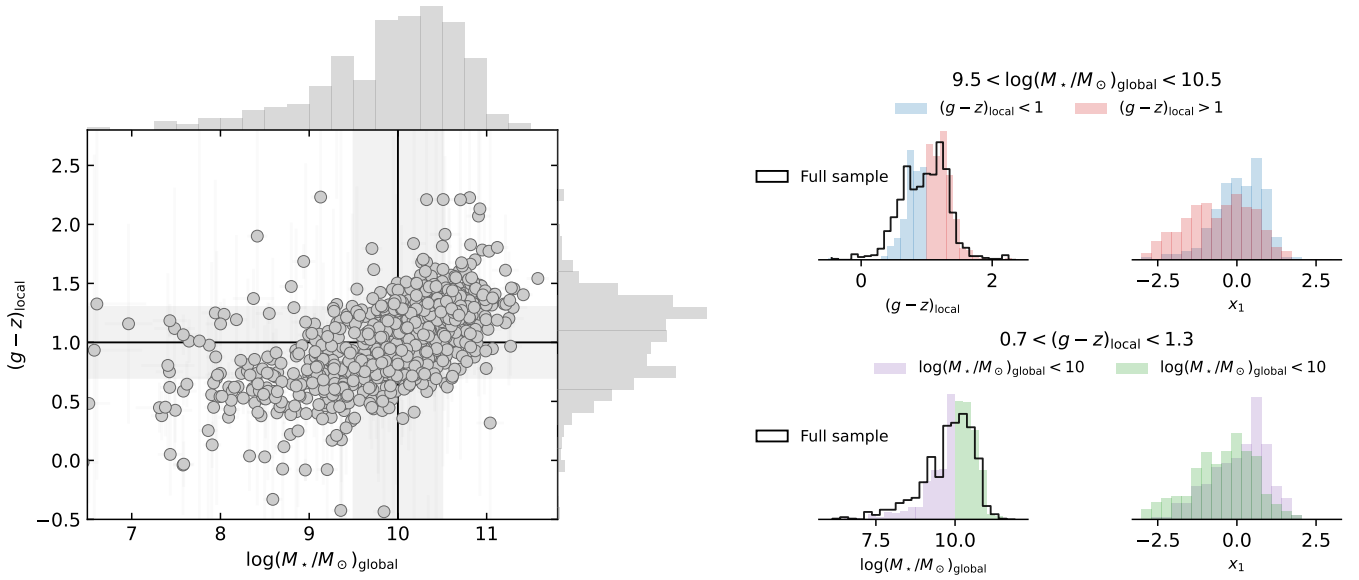 2.5
2.0
1.5
1.0
0.5
0.0
−0.5
(g − z)local
7 8 9 10 11
log(M⋆/M⊙)global
9.5 < log(M⋆/M⊙)global < 10.5
(g − z)local < 1 (g − z)local > 1
Full sample
0 2
(g − z)local
−2.5 0.0 2.5
x1
0.7 < (g − z)local < 1.3
log(M⋆/M⊙)global < 10 log(M⋆/M⊙)global < 10
Full sample
7.5 10.0
log(M⋆/M⊙)global
−2.5 0.0 2.5
x1